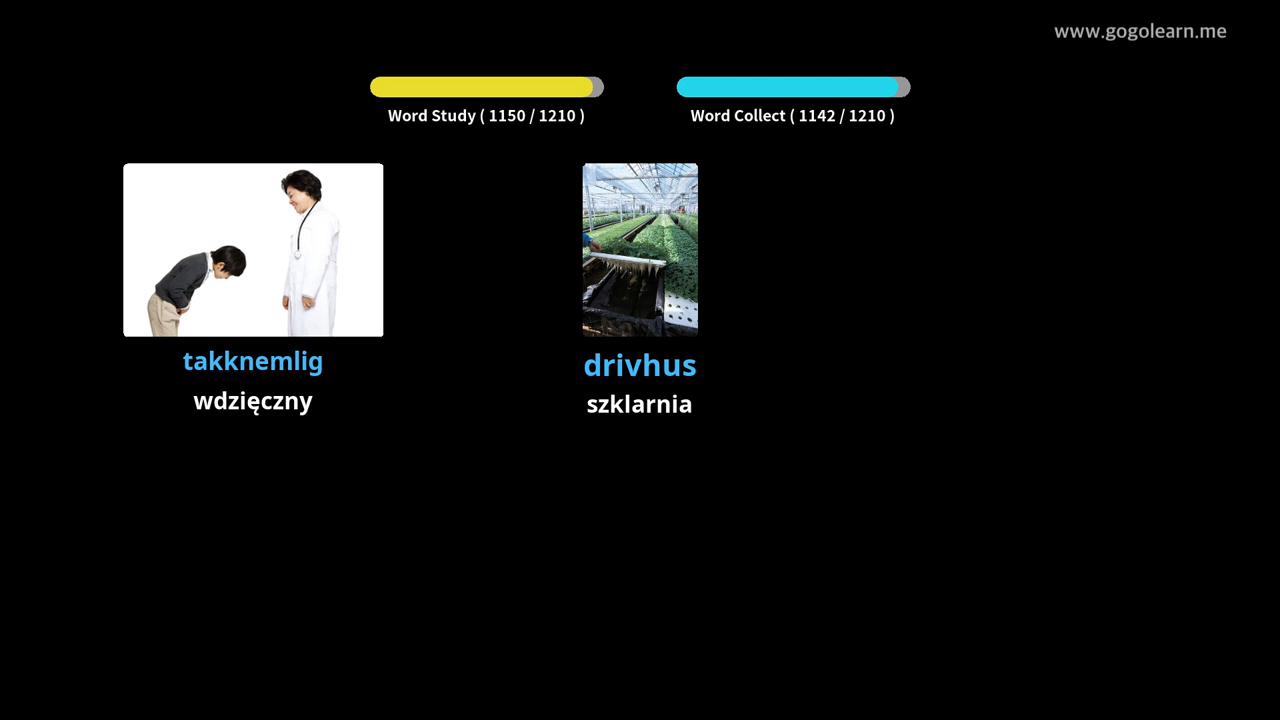 www.gogolearn.me
Word Study ( 1150 / 1210 )
Word Collect ( 1142 / 1210 )
takknemlig
wdzięczny
drivhus
szklarnia